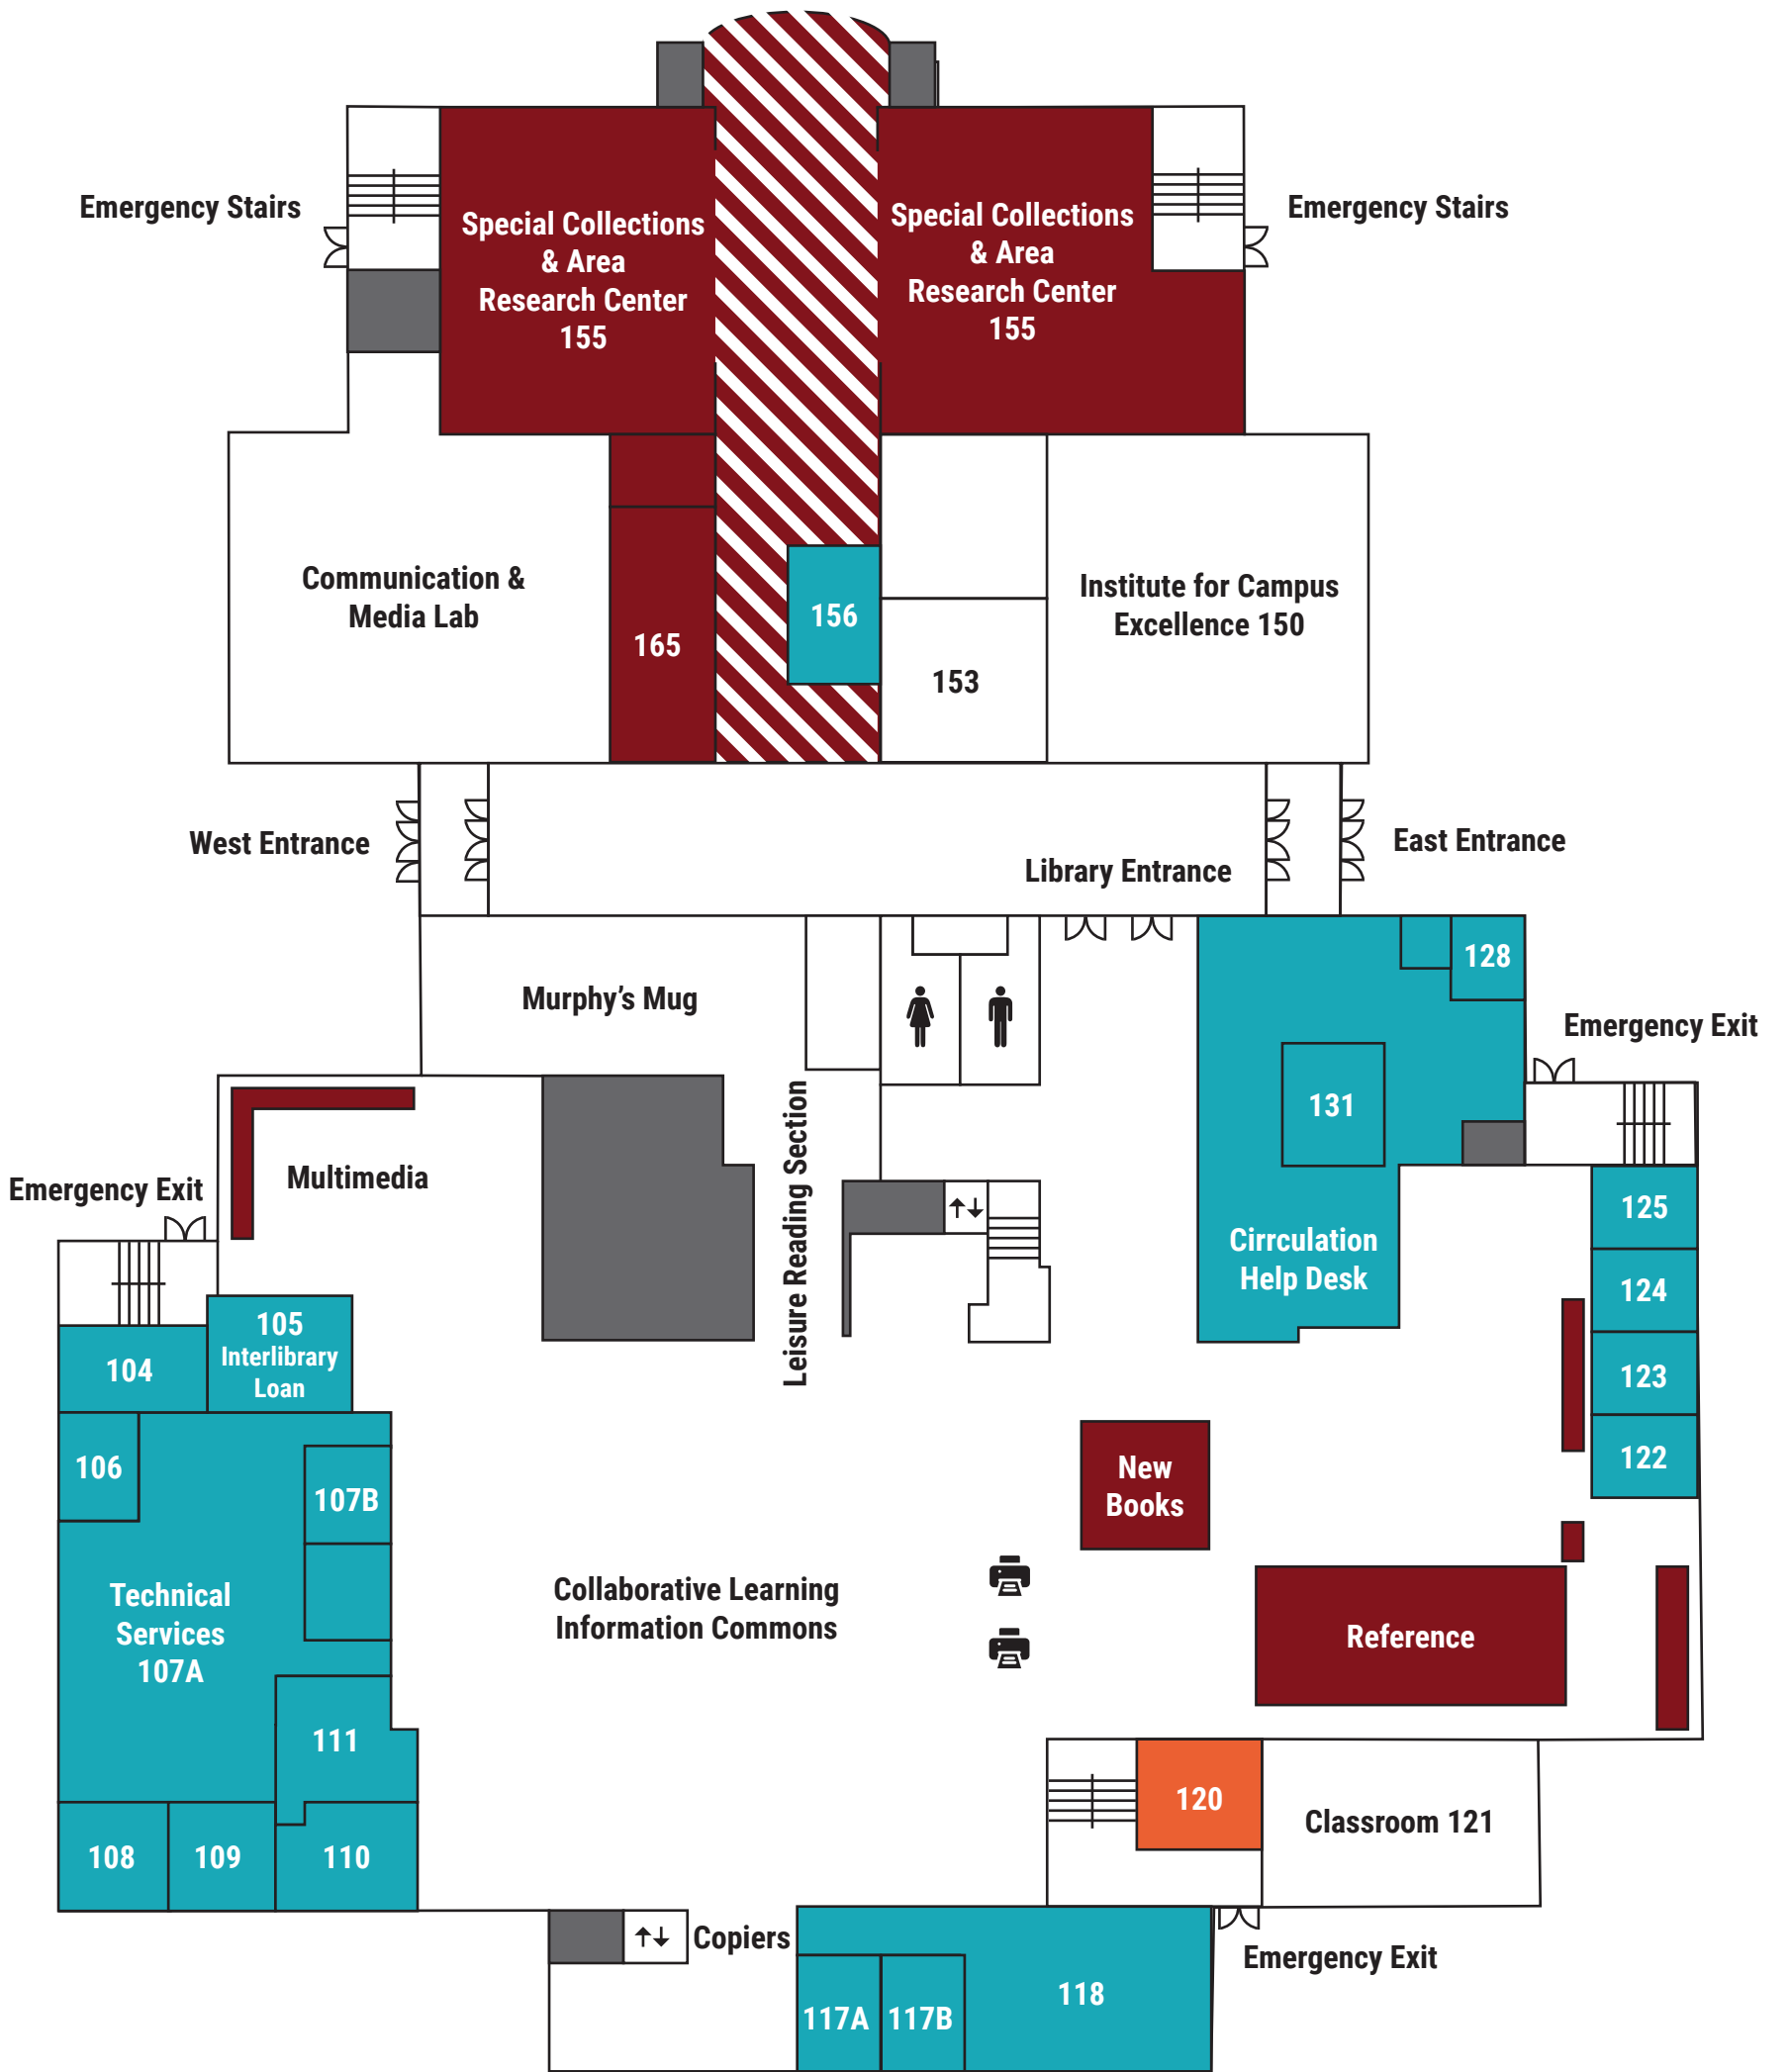 Emergency Stairs
Special Collections
& Area
Research Center
155
Special Collections
& Area
Research Center
155
Emergency Stairs
Communication &
Media Lab
165
156
153
Institute for Campus
Excellence 150
West Entrance
Library Entrance
East Entrance
Murphy's Mug
128
Emergency Exit
131
Multimedia
Emergency Exit
Leisure Reading Section
Cirrculation
Help Desk
125
124
123
122
105
Interlibrary
Loan
104
106
107B
Technical
Services
107A
New
Books
Collaborative Learning
Information Commons
Reference
111
120
Classroom 121
108
109
110
Copiers
Emergency Exit
117A
117B
118